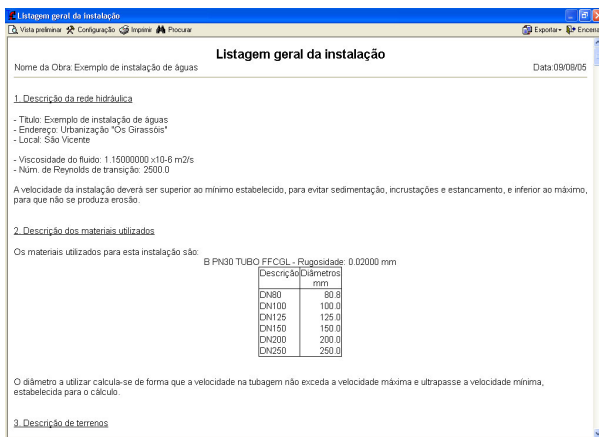 Listagem geral da instalação
Vista preliminar Configuração Imprimir Procurar Exportar Encerrar
Listagem geral da instalação
Nome da Obra: Exemplo de instalação de águas Data:09/08/05
1. Descrição da rede hidráulica
- Título: Exemplo de instalação de águas
- Endereço: Urbanização "Os Girassóis"
- Local: São Vicente
- Viscosidade do fluido: 1.15000000 x10-6 m2/s
- Núm. de Reynolds de transição: 2500.0
A velocidade da instalação deverá ser superior ao mínimo estabelecido, para evitar sedimentação, incrustações e estancamento, e inferior ao máximo,
para que não se produza erosão.
2. Descrição dos materiais utilizados
Os materiais utilizados para esta instalação são:
B PN30 TUBO FFCGL - Rugosidade: 0.02000 mm
Descrição Diâmetros
mm
DN80 80.8
DN100 100.0
DN125 125.0
DN150 150.0
DN200 200.0
DN250 250.0
O diâmetro a utilizar calcula-se de forma que a velocidade na tubagem não exceda a velocidade máxima e ultrapasse a velocidade mínima,
estabelecida para o cálculo.
3. Descrição de terrenos